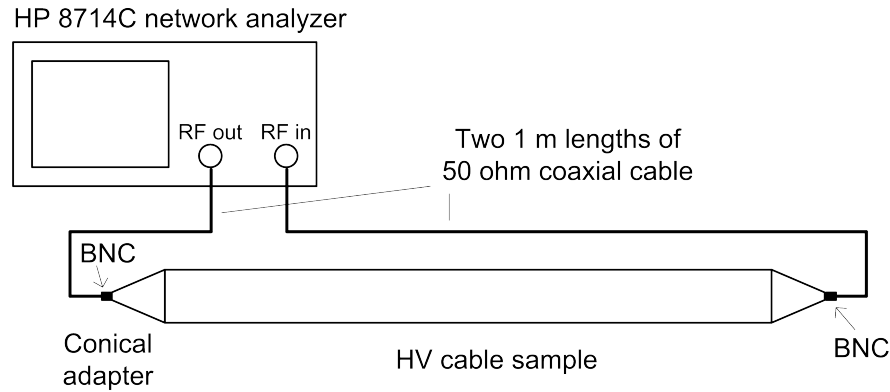 HP 8714C network analyzer
RF out RF in
Two 1 m lengths of
50 ohm coaxial cable
BNC
Conical
adapter
HV cable sample
BNC